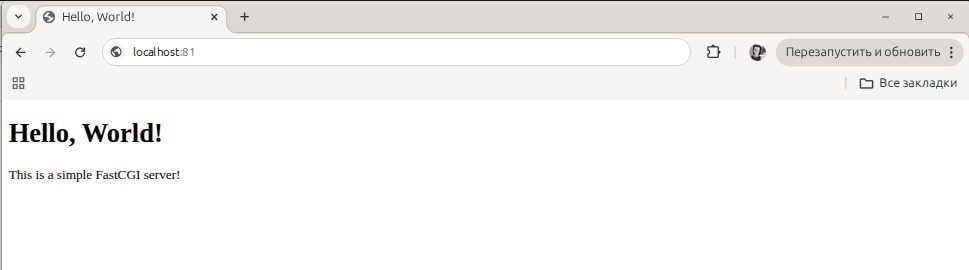 Hello, World!
localhost:81
Перезапустить и обновить
Все закладки
Hello, World!
This is a simple FastCGI server!